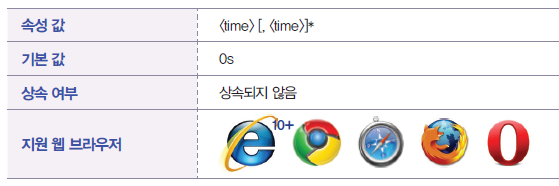 속성 값 〈time〉 [, 〈time〉]*
기본 값 0s
상속 여부 상속되지 않음
지원 웹 브라우저 10+